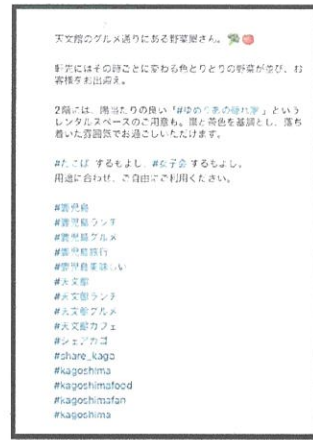 天文館のグルメ通りにある野菜屋さん。🥦🍅
軒先にはその時ごとに変わる色とりどりの野菜が並び、お
客様をお出迎え。
2階には、陽当たりの良い「#ゆめりあの隠れ家」という
レンタルスペースのご用意も。黒と茶色を基調とし、落ち
着いた雰囲気でお過ごしいただけます。
#たこぱ するもよし、#女子会 するもよし。
用途に合わせ、ご自由にご利用ください。
#鹿児島
#鹿児島ランチ
#鹿児島グルメ
#鹿児島旅行
#鹿児島美味しい
#天文館
#天文館ランチ
#天文館グルメ
#天文館カフェ
#シェアカゴ
#share_kago
#kagoshima
#kagoshimafood
#kagoshimafan
#kagoshima